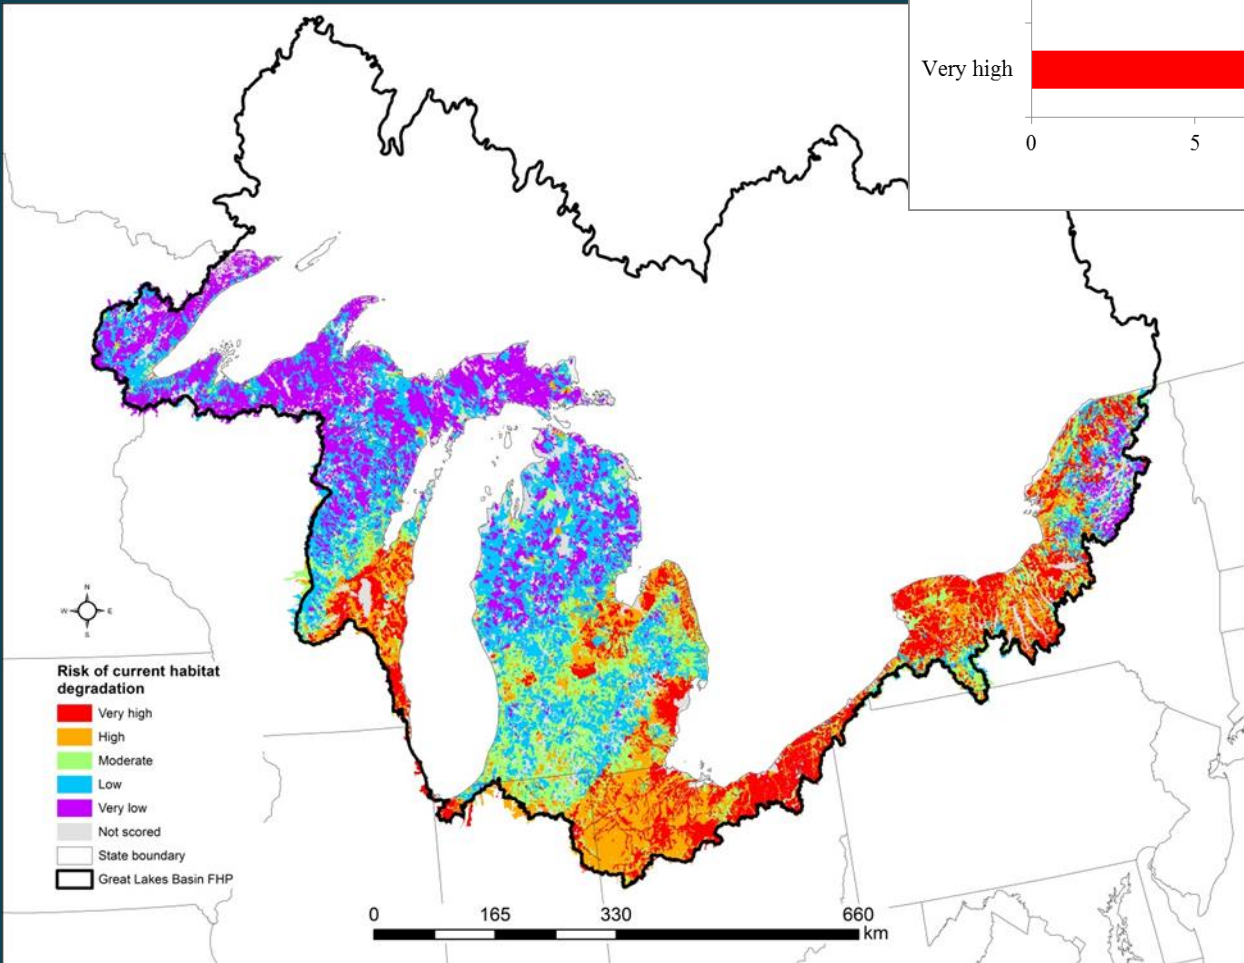 Very high
0 5
N
W E
S
Risk of current habitat
degradation
Very high
High
Moderate
Low
Very low
Not scored
State boundary
Great Lakes Basin FHP
0 165 330 660
km